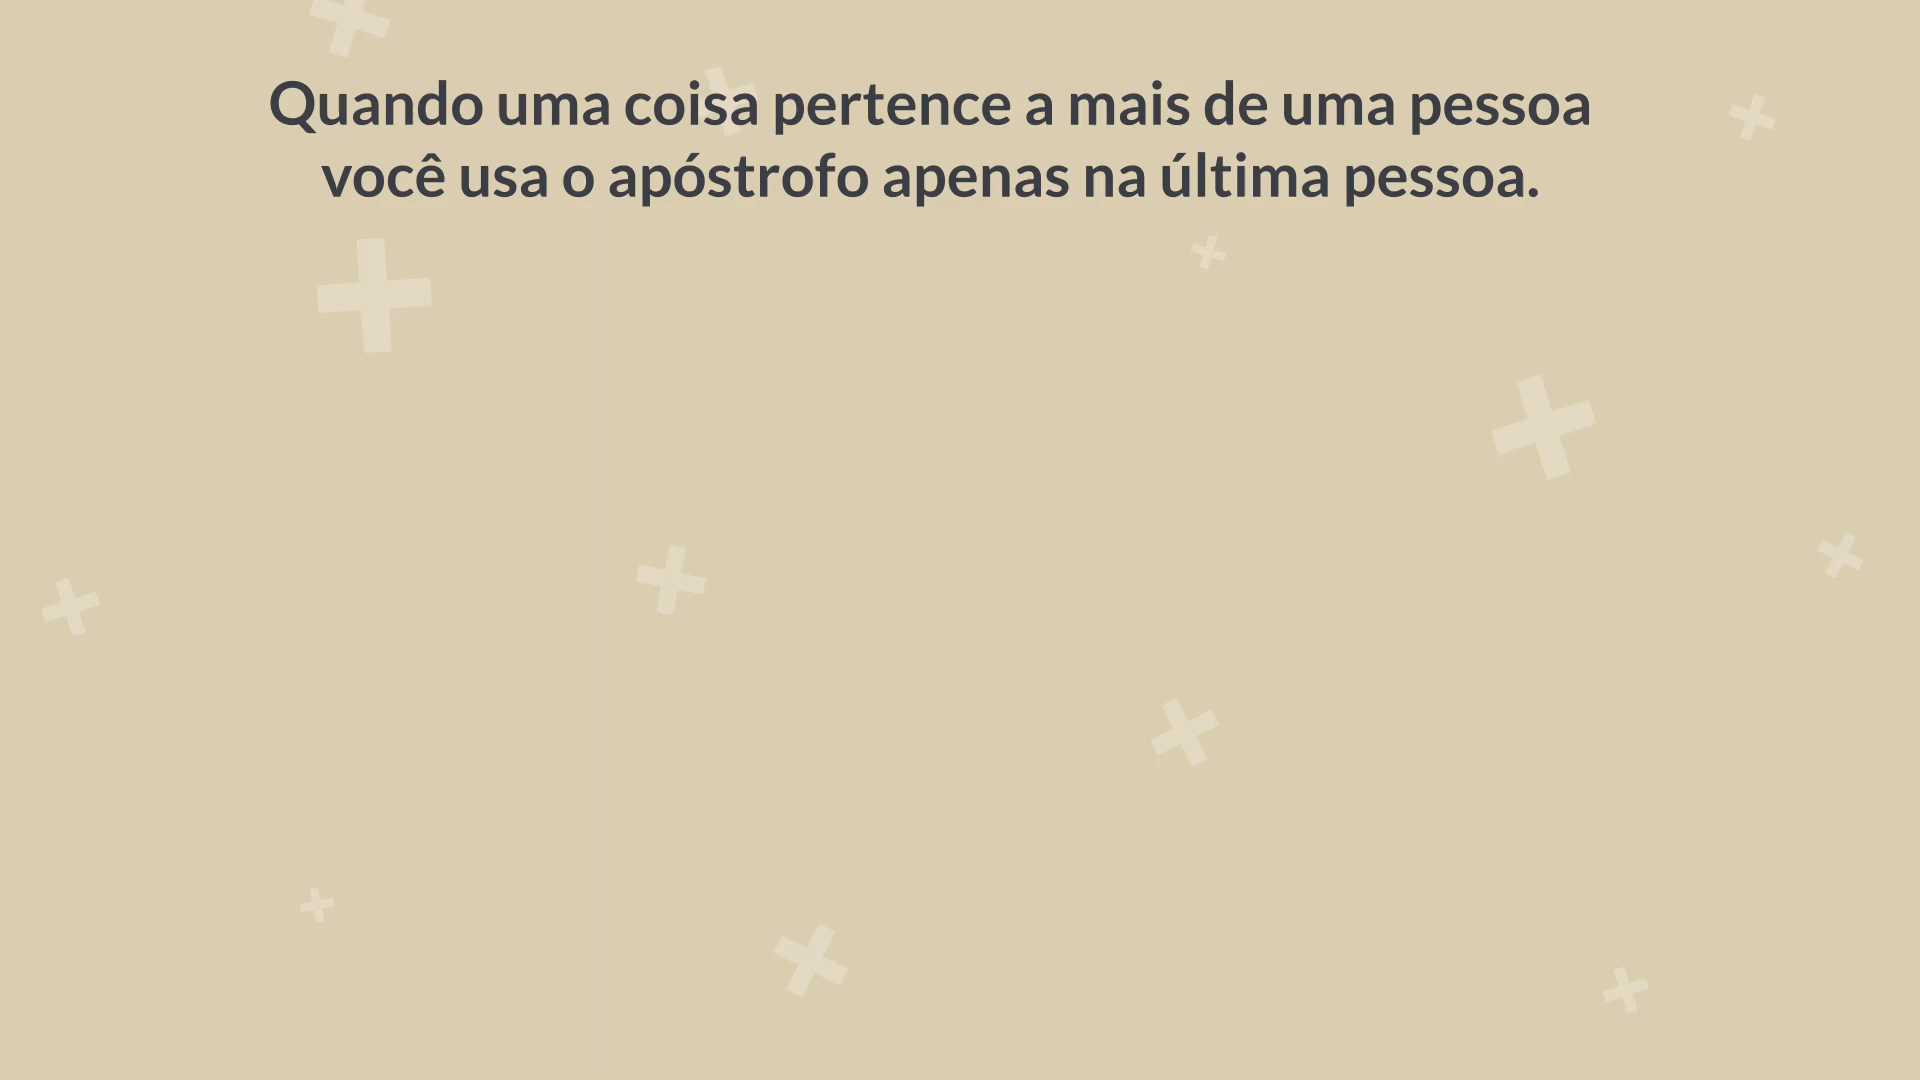 Quando uma coisa pertence a mais de uma pessoa
você usa o apóstrofo apenas na última pessoa.